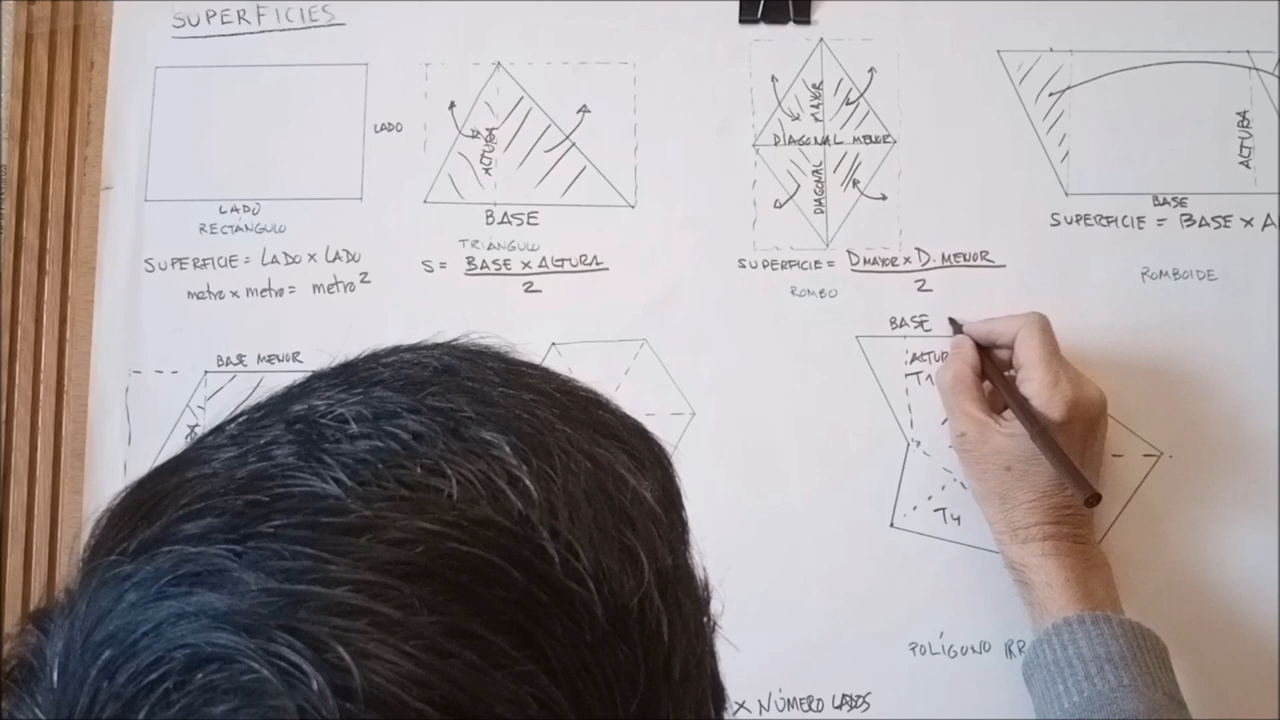 SUPERFICIES
LADO
LADO
RECTÁNGULO
SUPERFICIE = LADO x LADO
metro x metro = metro²
ALTURA
BASE
TRIÁNGULO
S = BASE x ALTURA
2
DIAGONAL MAYOR
DIAGONAL MENOR
SUPERFICIE = D MAYOR x D. MENOR
2
ROMBO
ALTURA
BASE
SUPERFICIE = BASE x A
ROMBOIDE
BASE MENOR
BASE
ALTUR
T1
T4
POLÍGONO IRR
x NÚMERO LADOS